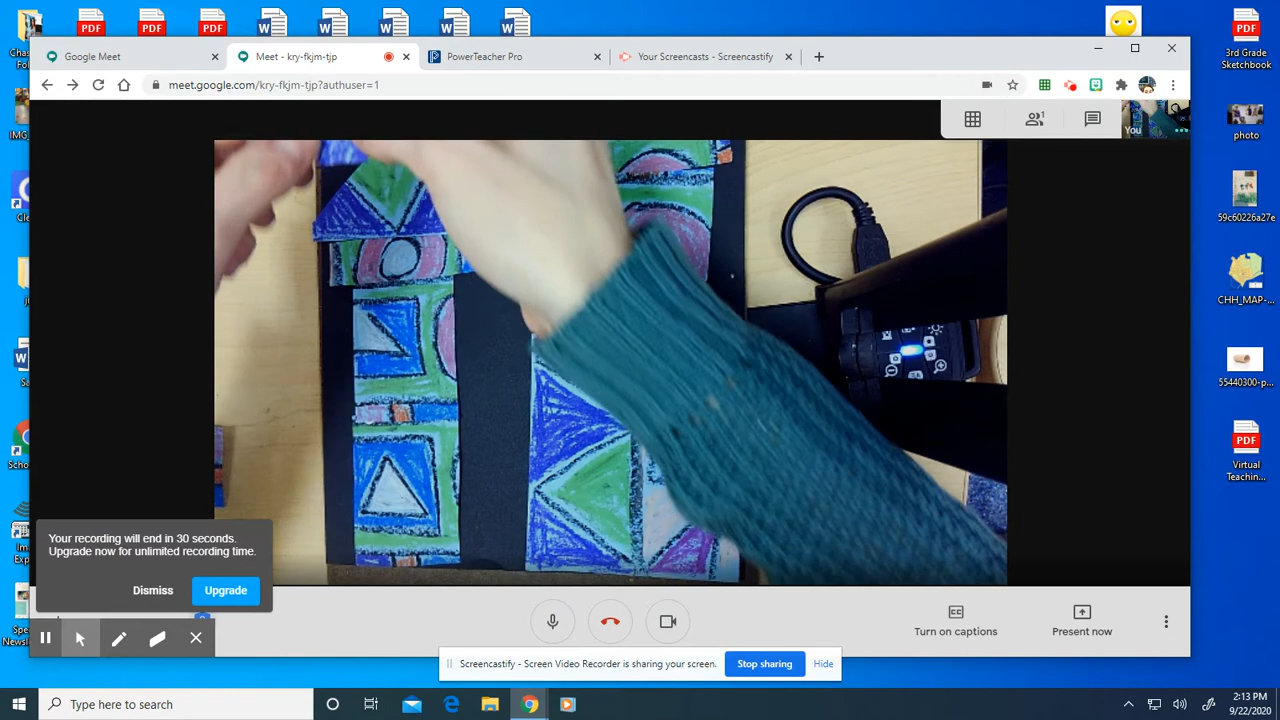 PDF
PDF
PDF
Google Meet
Meet - kry-fkjm-tjp
PowerTeacher Pro
Your Screencasts - Screencastify
meet.google.com/kry-fkjm-tjp?authuser=1
1
You
3rd Grade
Sketchbook
photo
59c60226a27e
CHH_MAP-...
55440300-p...
PDF
Virtual
Teachin...
IMG_
Your recording will end in 30 seconds.
Upgrade now for unlimited recording time.
Dismiss
Upgrade
CC
Turn on captions
Present now
Screencastify - Screen Video Recorder is sharing your screen.
Stop sharing
Hide
Type here to search
2:13 PM
9/22/2020